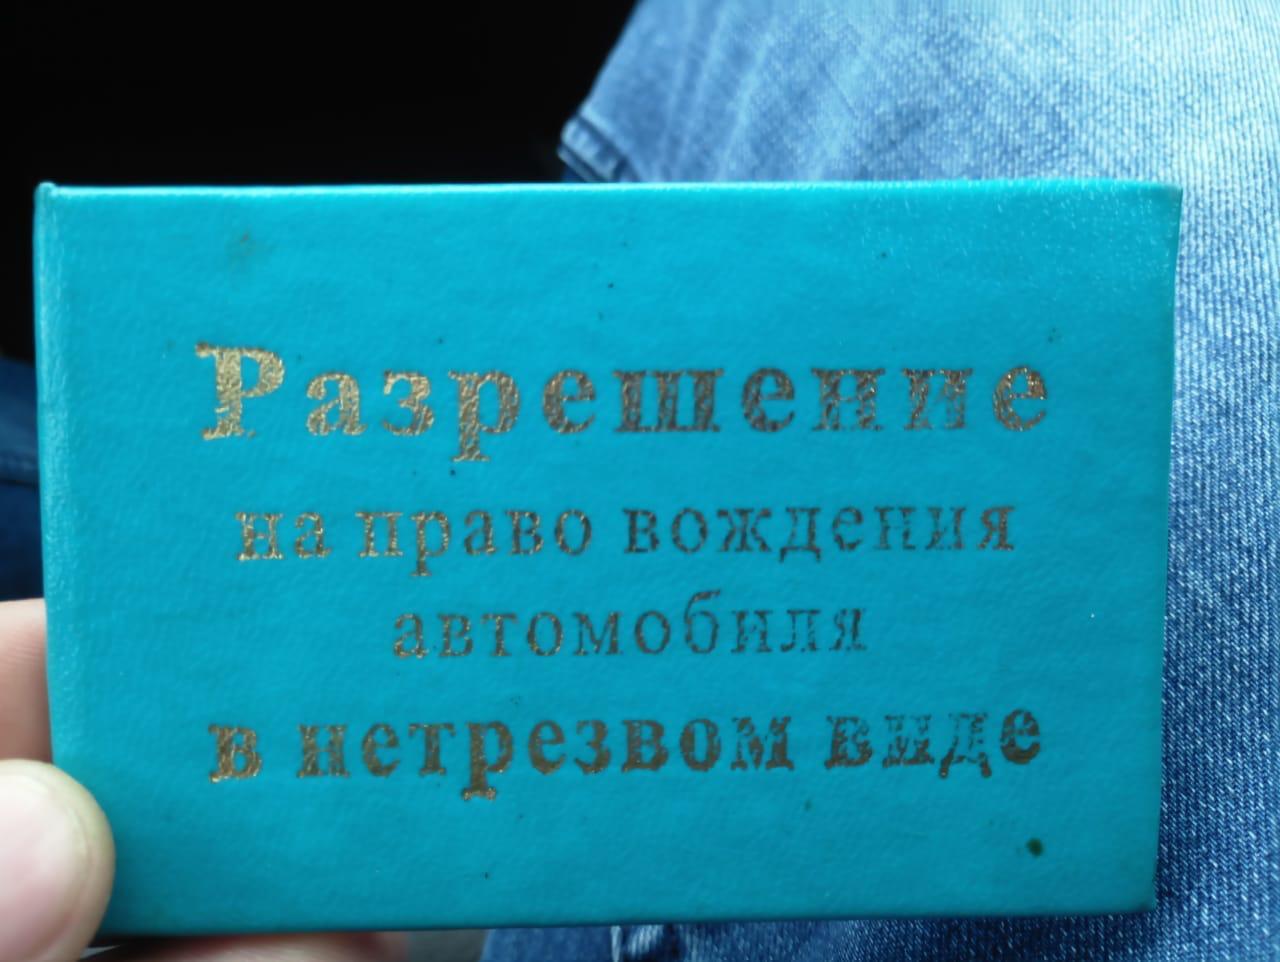 Разрешение
на право вождения
автомобиля
в нетрезвом виде